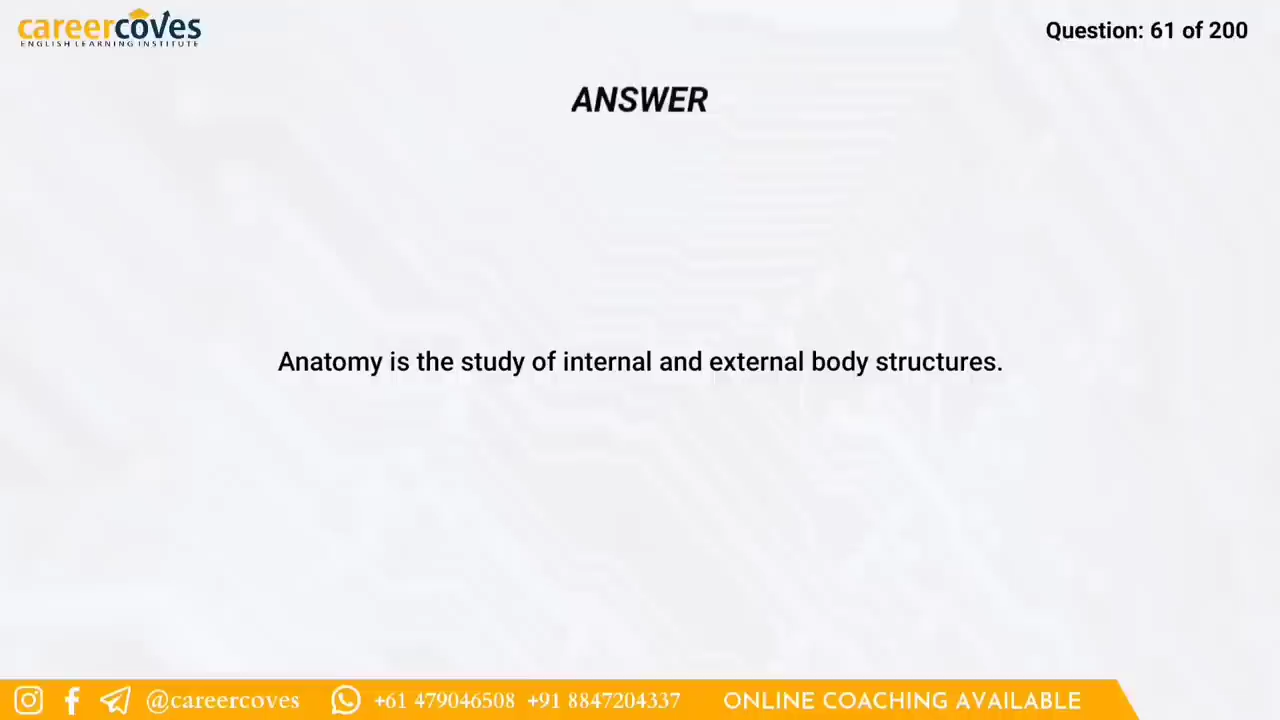 careercoves
ENGLISH LEARNING INSTITUTE
Question: 61 of 200
ANSWER
Anatomy is the study of internal and external body structures.
@careercoves +61 479046508 +91 8847204337 ONLINE COACHING AVAILABLE